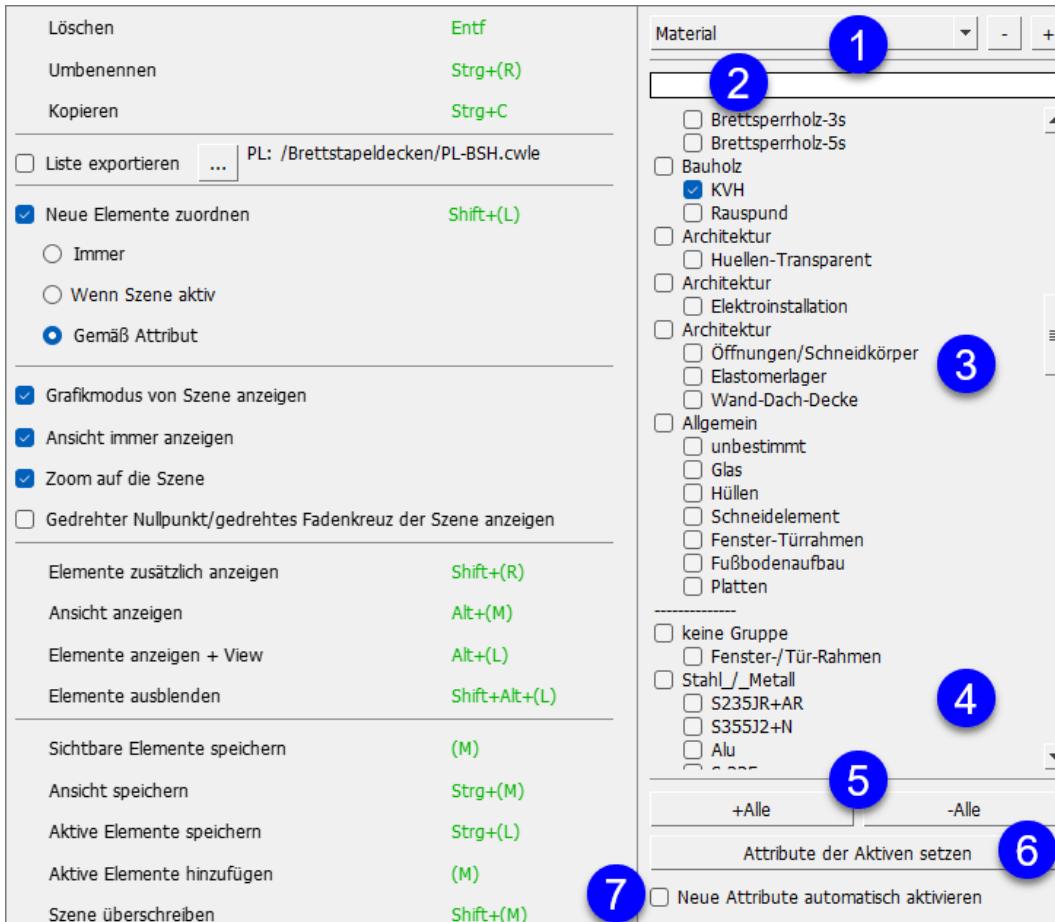 Löschen Entf
Umbenennen Strg+(R)
Kopieren Strg+C
Liste exportieren ... PL: /Brettstapeldecken/PL-BSH.cwle
Neue Elemente zuordnen Shift+(L)
Immer
Wenn Szene aktiv
Gemäß Attribut
Grafikmodus von Szene anzeigen
Ansicht immer anzeigen
Zoom auf die Szene
Gedrehter Nullpunkt/gedrehtes Fadenkreuz der Szene anzeigen
Elemente zusätzlich anzeigen Shift+(R)
Ansicht anzeigen Alt+(M)
Elemente anzeigen + View Alt+(L)
Elemente ausblenden Shift+Alt+(L)
Sichtbare Elemente speichern (M)
Ansicht speichern Strg+(M)
Aktive Elemente speichern Strg+(L)
Aktive Elemente hinzufügen (M)
Szene überschreiben Shift+(M)
Material 1 - +
2
Brettsperrholz-3s
Brettsperrholz-5s
Bauholz
KVH
Rauspund
Architektur
Huellen-Transparent
Architektur
Elektroinstallation
Architektur
Öffnungen/Schneidkörper
3
Elastomerlager
Wand-Dach-Decke
Allgemein
unbestimmt
Glas
Hüllen
Schneidelement
Fenster-Türrahmen
Fußbodenaufbau
Platten
--------------
keine Gruppe
Fenster-/Tür-Rahmen
Stahl_/_Metall
4
S235JR+AR
S355J2+N
Alu
5
+Alle -Alle
Attribute der Aktiven setzen 6
7 Neue Attribute automatisch aktivieren